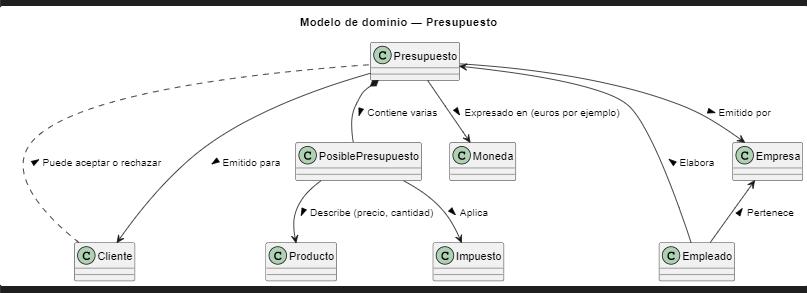 Modelo de dominio — Presupuesto
C Presupuesto
Contiene varias
Expresado en (euros por ejemplo)
Emitido por
Puede aceptar o rechazar
Emitido para
C PosiblePresupuesto
C Moneda
Elabora
C Empresa
Describe (precio, cantidad)
Aplica
Pertenece
C Cliente
C Producto
C Impuesto
C Empleado